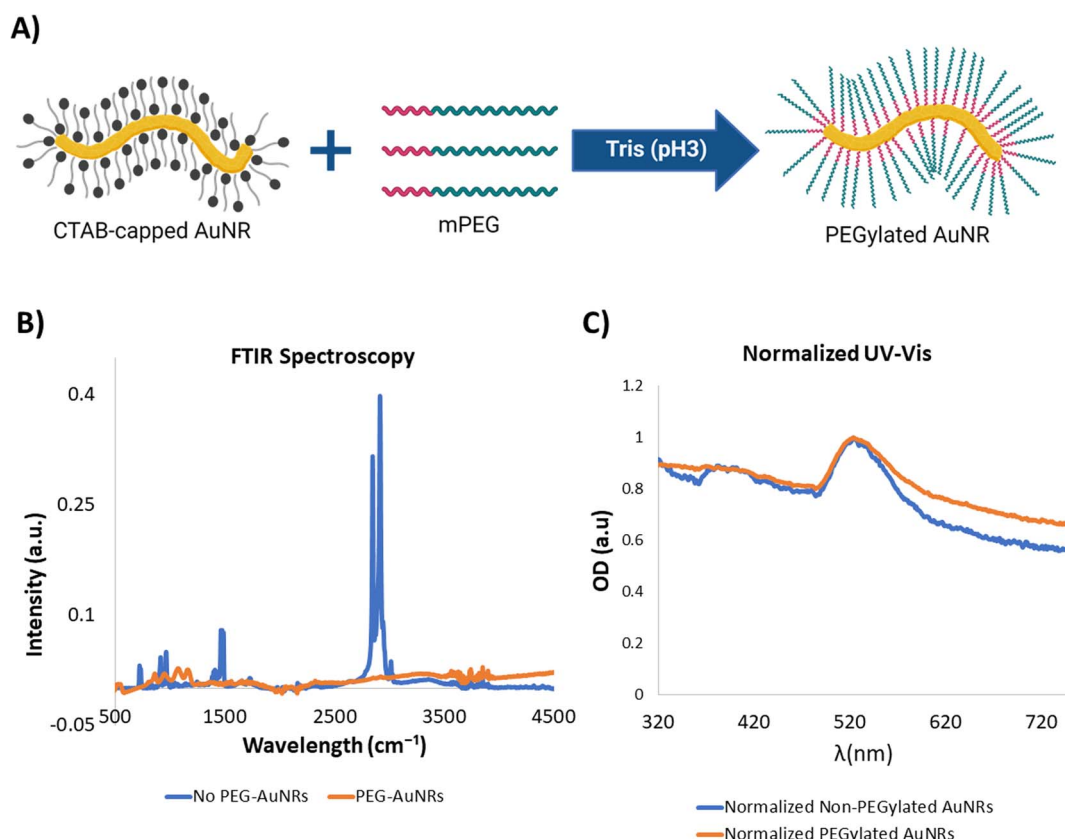 A)
CTAB-capped AuNR
mPEG
Tris (pH3)
PEGylated AuNR
B)
FTIR Spectroscopy
Intensity (a.u.)
0.4
0.25
0.1
-0.05
500
1500
2500
3500
4500
Wavelength (cm⁻¹)
No PEG-AuNRs
PEG-AuNRs
C)
Normalized UV-Vis
OD (a.u)
1.2
1
0.8
0.6
0.4
0.2
0
320
420
520
620
720
λ(nm)
Normalized Non-PEGylated AuNRs
Normalized PEGylated AuNRs